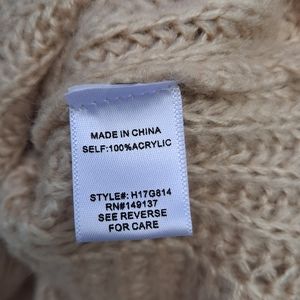 MADE IN CHINA
SELF:100%ACRYLIC
STYLE#: H17G814
RN#149137
SEE REVERSE
FOR CARE